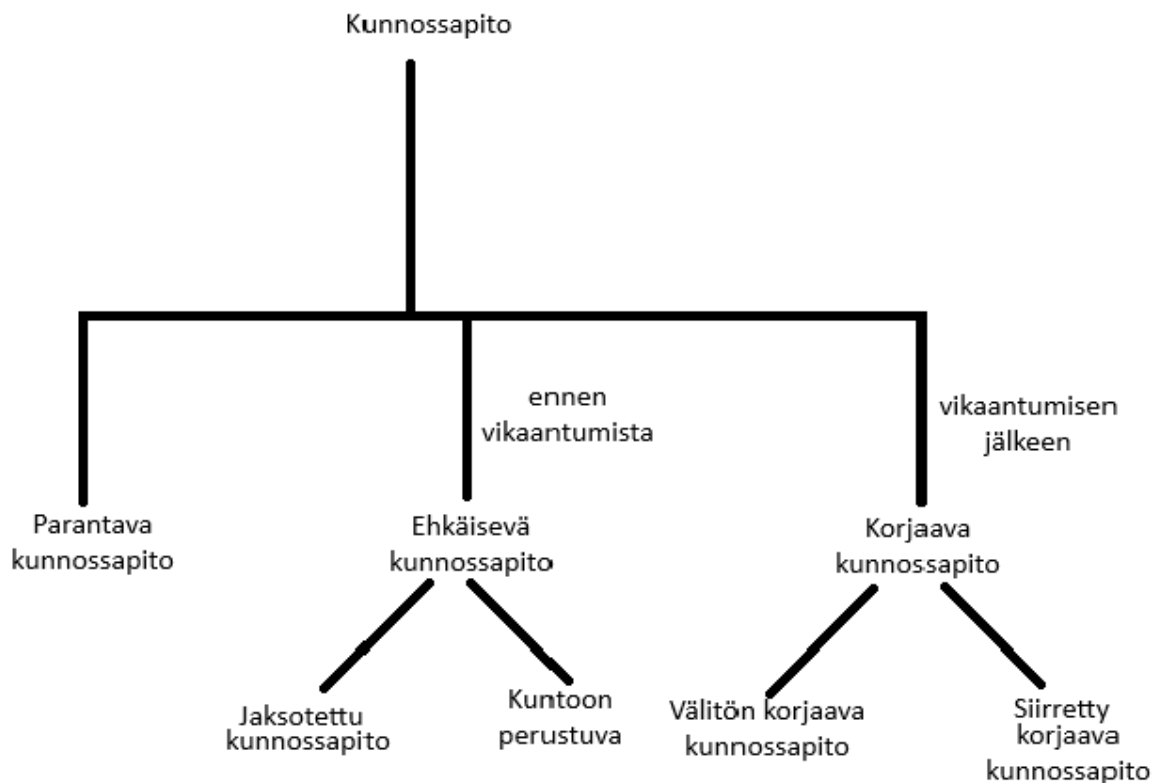 Kunnossapito
ennen
vikaantumista
vikaantumisen
jälkeen
Parantava
kunnossapito
Ehkäisevä
kunnossapito
Korjaava
kunnossapito
Jaksotettu
kunnossapito
Kuntoon
perustuva
Välitön korjaava
kunnossapito
Siirretty
korjaava
kunnossapito